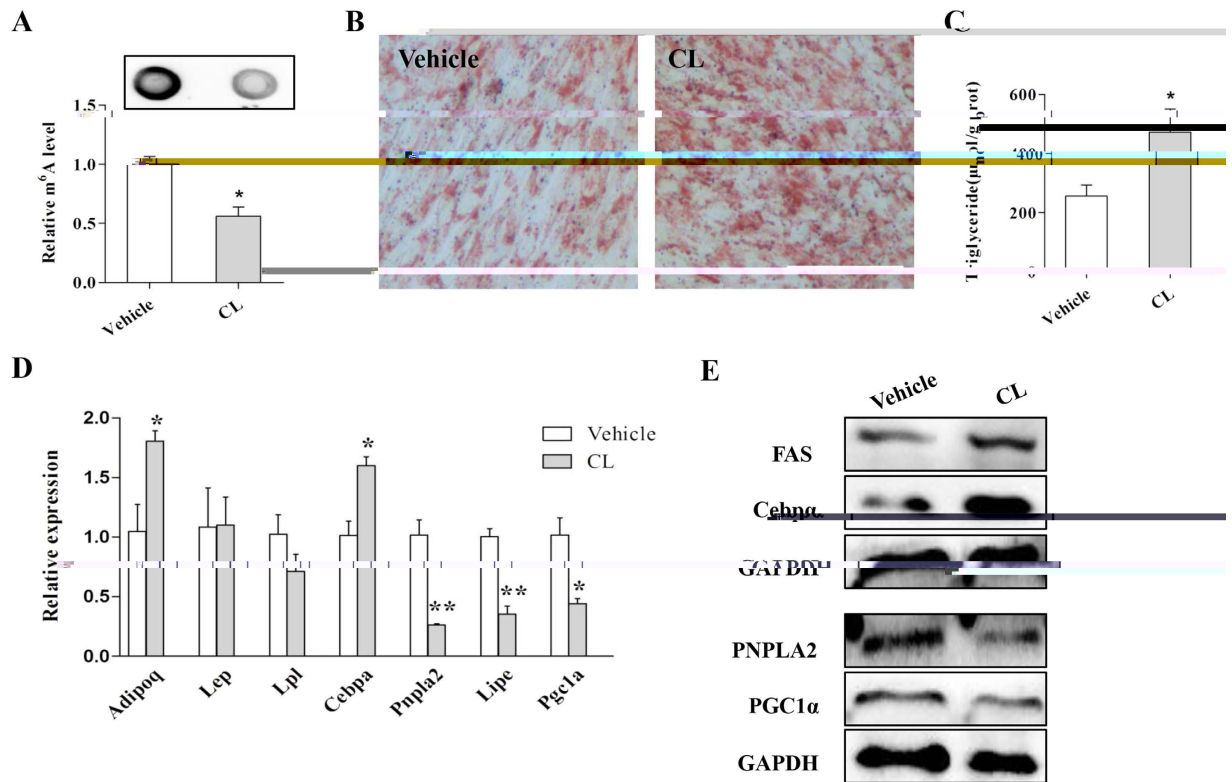 A
1.5
1.0
0.5
0.0
Relative m⁶A level
*
Vehicle
CL
B
Vehicle
CL
600
400
200
*
Vehicle
CL
D
2.0
1.5
1.0
0.5
0.0
Relative expression
Vehicle
CL
*
*
**
**
*
Adipoq
Lep
Lpl
Cebpa
Pnpla2
Lipe
Pgc1a
E
Vehicle
CL
FAS
Cebpα
GAPDH
PNPLA2
PGC1α
GAPDH